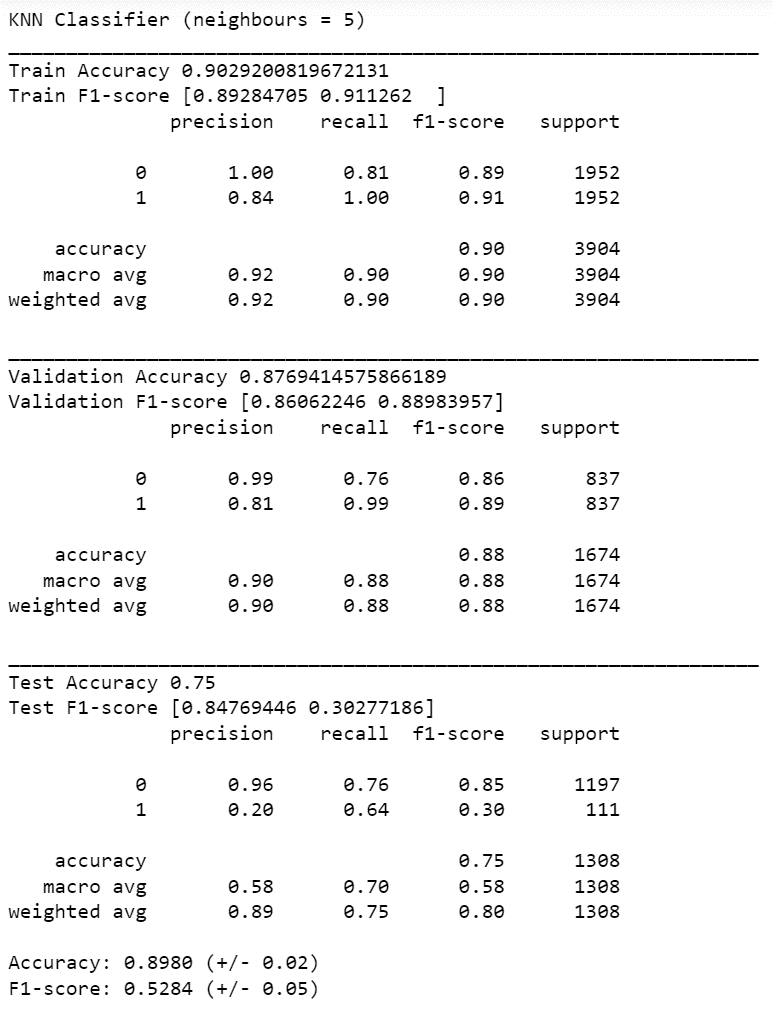 KNN Classifier (neighbours = 5)
Train Accuracy 0.9029200819672131
Train F1-score [0.89284705 0.911262  ]
precision recall f1-score support
0 1.00 0.81 0.89 1952
1 0.84 1.00 0.91 1952
accuracy 0.90 3904
macro avg 0.92 0.90 0.90 3904
weighted avg 0.92 0.90 0.90 3904
Validation Accuracy 0.8769414575866189
Validation F1-score [0.86062246 0.88983957]
precision recall f1-score support
0 0.99 0.76 0.86 837
1 0.81 0.99 0.89 837
accuracy 0.88 1674
macro avg 0.90 0.88 0.88 1674
weighted avg 0.90 0.88 0.88 1674
Test Accuracy 0.75
Test F1-score [0.84769446 0.30277186]
precision recall f1-score support
0 0.96 0.76 0.85 1197
1 0.20 0.64 0.30 111
accuracy 0.75 1308
macro avg 0.58 0.70 0.58 1308
weighted avg 0.89 0.75 0.80 1308
Accuracy: 0.8980 (+/- 0.02)
F1-score: 0.5284 (+/- 0.05)